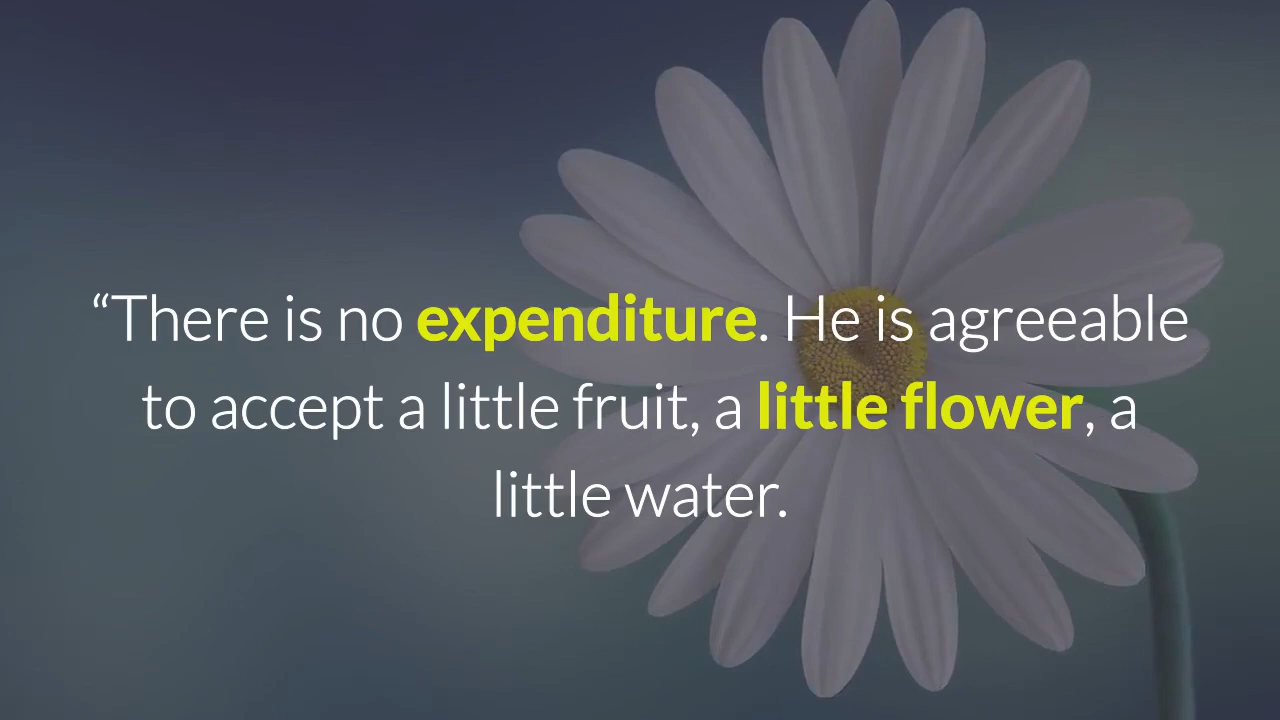 “There is no expenditure. He is agreeable
to accept a little fruit, a little flower, a
little water.